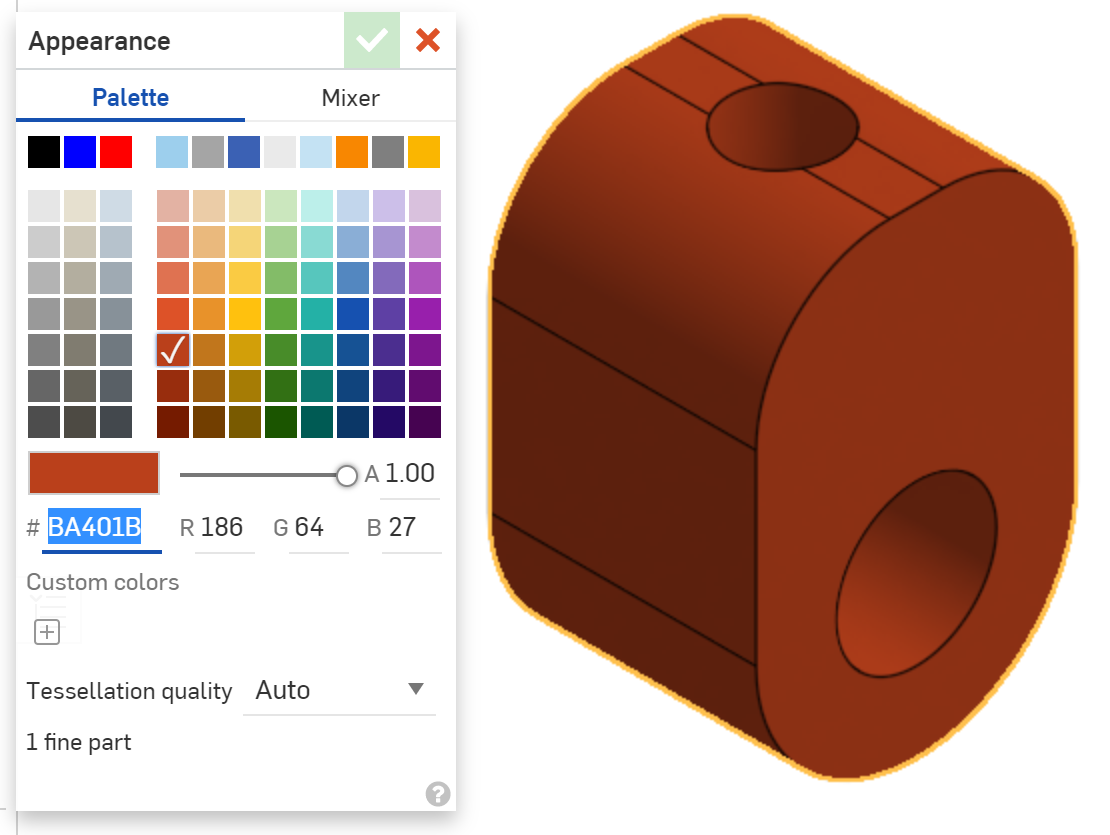 Appearance
Palette Mixer
A 1.00
# BA401B R 186 G 64 B 27
Custom colors
Tessellation quality Auto
1 fine part
?